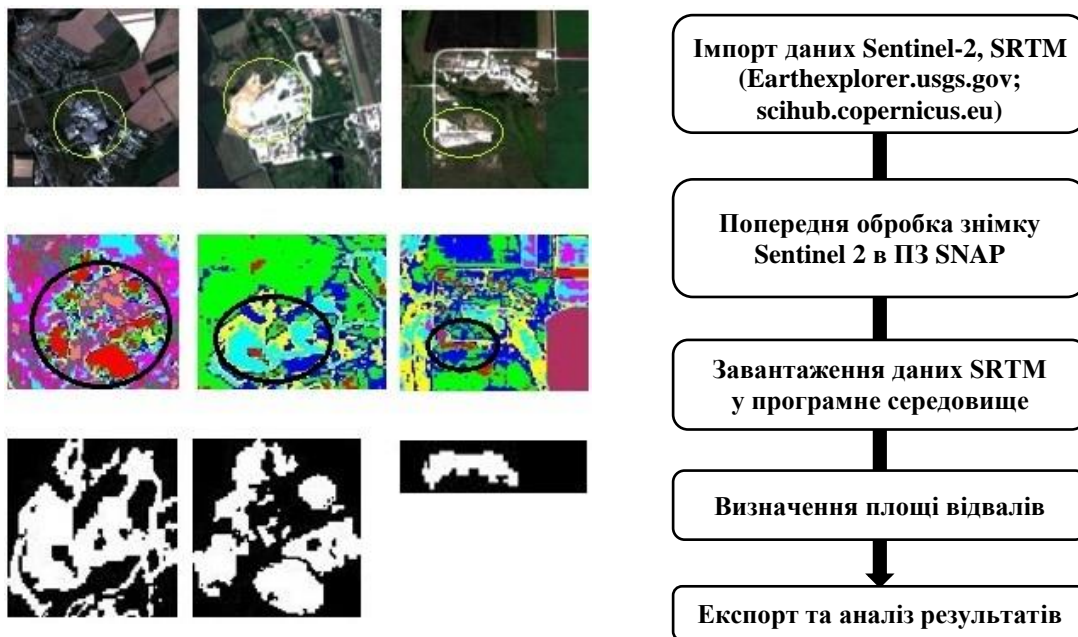 Імпорт даних Sentinel-2, SRTM
(Earthexplorer.usgs.gov;
scihub.copernicus.eu)
Попередня обробка знімку
Sentinel 2 в ПЗ SNAP
Завантаження даних SRTM
у програмне середовище
Визначення площі відвалів
Експорт та аналіз результатів